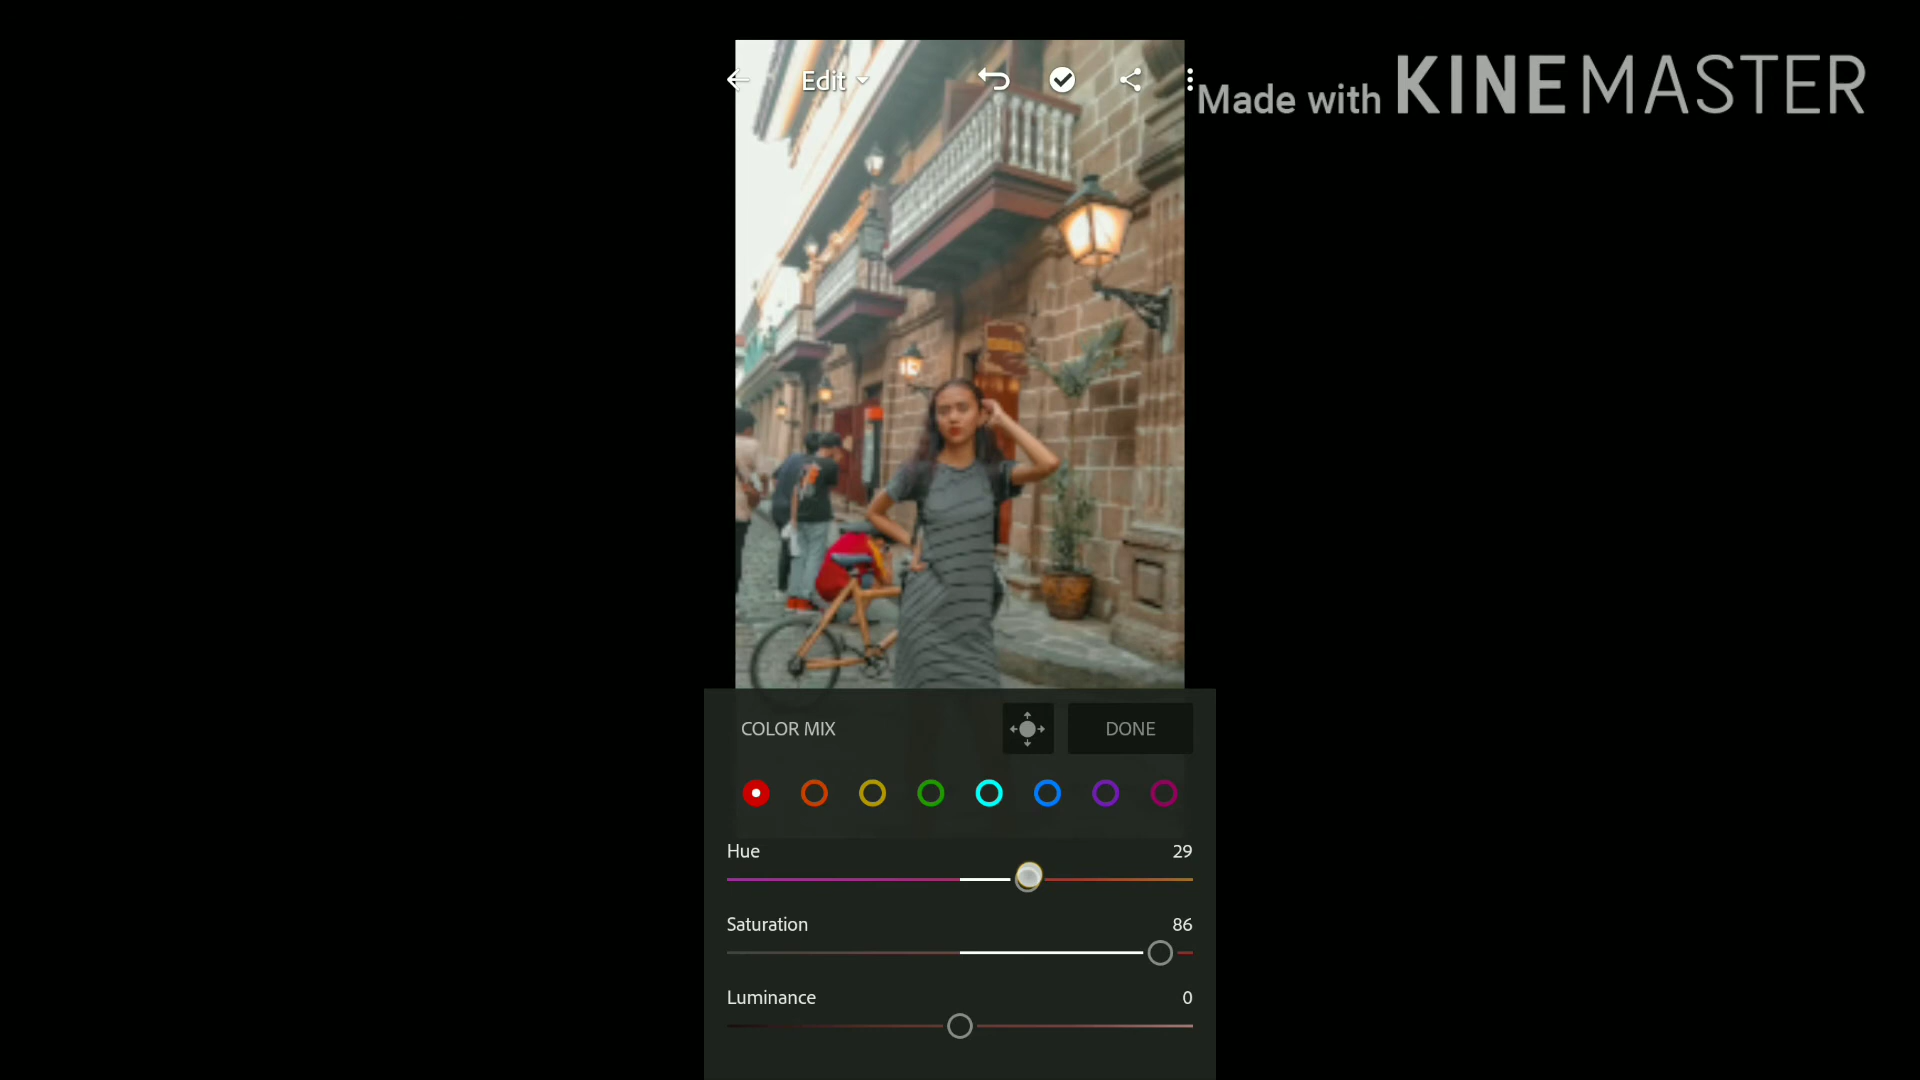 Edit
Made with KINEMASTER
COLOR MIX
DONE
Hue
29
Saturation
86
Luminance
0